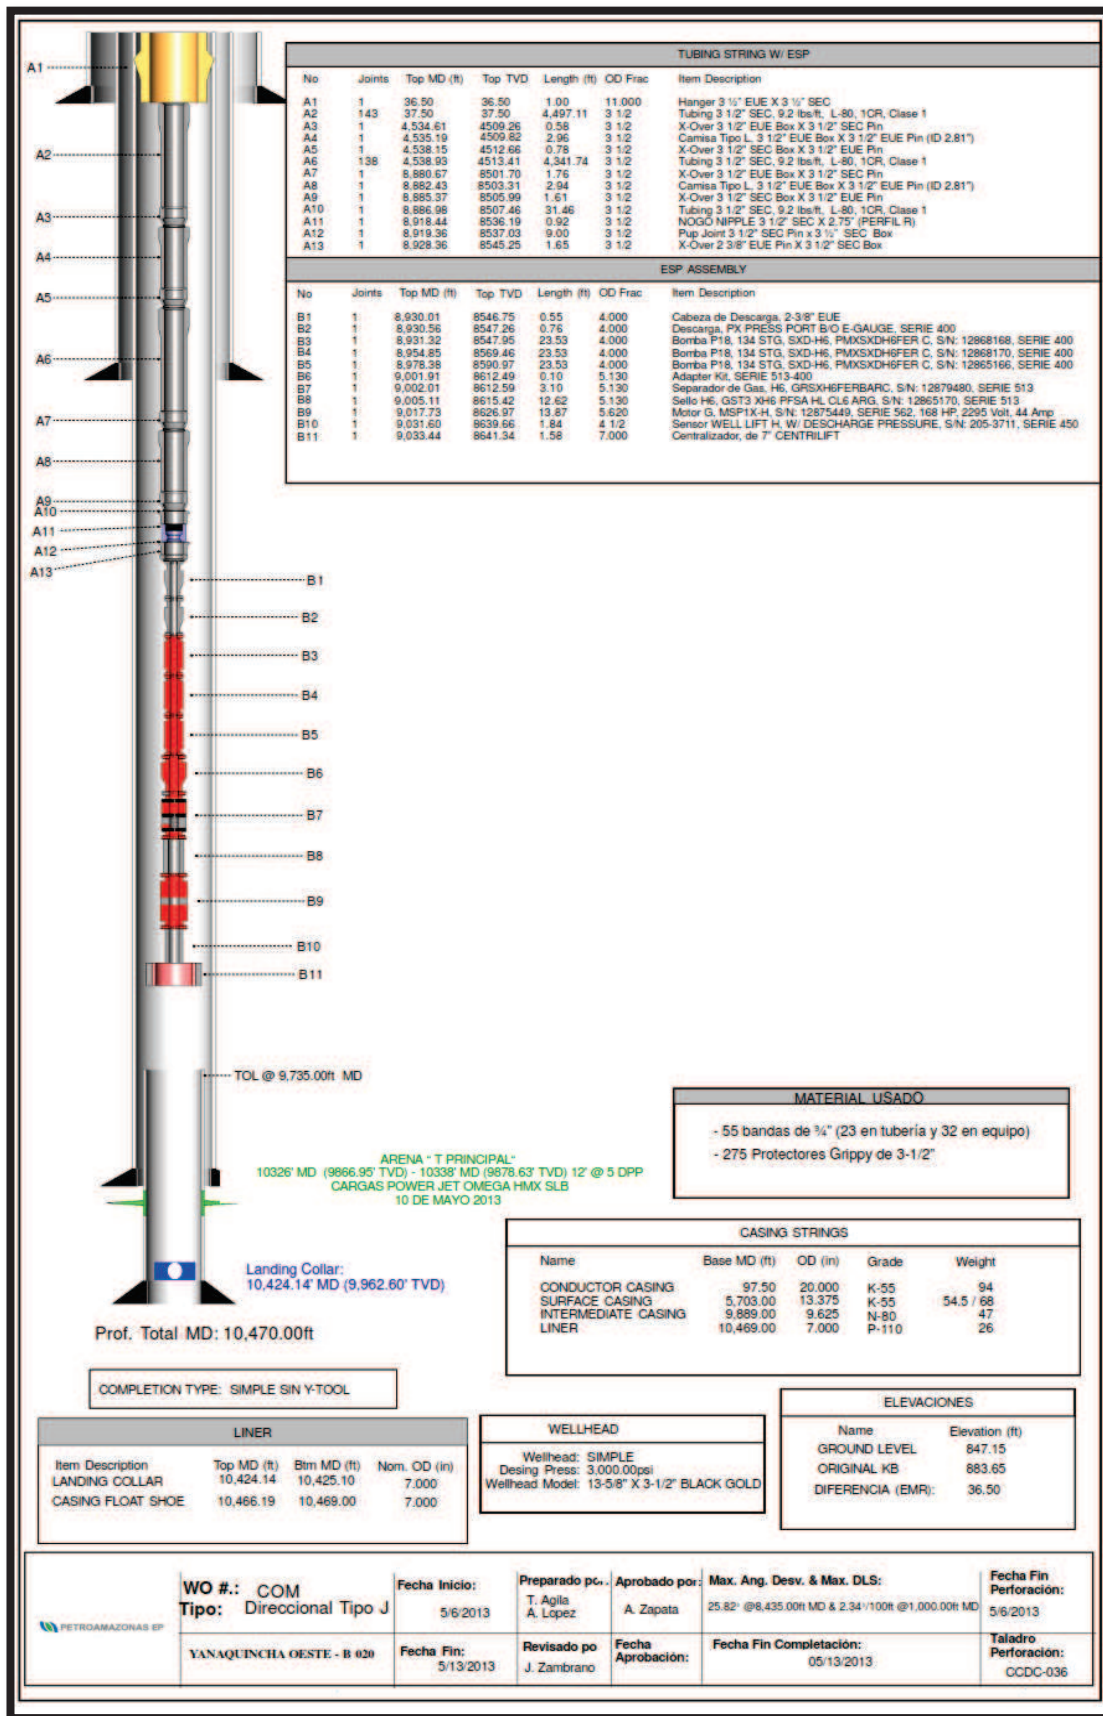 TUBING STRING W/ ESP
No Joints Top MD (ft) Top TVD Length (ft) OD Frac Item Description
A1 1 36.50 36.50 1.00 11.000 Hanger 3 ½" EUE X 3 ½" SEC
A2 143 37.50 37.50 4,497.11 3 1/2 Tubing 3 1/2" SEC, 9.2 lbs/ft, L-80, 1CR, Clase 1
A3 1 4,534.61 4509.26 0.58 3 1/2 X-Over 3 1/2" EUE Box X 3 1/2" SEC Pin
A4 1 4,535.19 4509.82 2.96 3 1/2 Camisa Tipo L, 3 1/2" EUE Box X 3 1/2" EUE Pin (ID 2.81")
A5 1 4,538.15 4512.66 0.78 3 1/2 X-Over 3 1/2" SEC Box X 3 1/2" EUE Pin
A6 138 4,538.93 4513.41 4,341.74 3 1/2 Tubing 3 1/2" SEC, 9.2 lbs/ft, L-80, 1CR, Clase 1
A7 1 8,880.67 8501.70 1.76 3 1/2 X-Over 3 1/2" EUE Box X 3 1/2" SEC Pin
A8 1 8,882.43 8503.31 2.94 3 1/2 Camisa Tipo L, 3 1/2" EUE Box X 3 1/2" EUE Pin (ID 2.81")
A9 1 8,885.37 8505.99 1.61 3 1/2 X-Over 3 1/2" SEC Box X 3 1/2" EUE Pin
A10 1 8,886.98 8507.46 31.46 3 1/2 Tubing 3 1/2" SEC, 9.2 lbs/ft, L-80, 1CR, Clase 1
A11 1 8,918.44 8536.19 0.92 3 1/2 NOGO NIPPLE 3 1/2" SEC X 2.75" (PERFIL R)
A12 1 8,919.36 8537.03 9.00 3 1/2 Pup Joint 3 1/2" SEC Pin x 3 ½" SEC Box
A13 1 8,928.36 8545.25 1.65 3 1/2 X-Over 2 3/8" EUE Pin X 3 1/2" SEC Box
ESP ASSEMBLY
No Joints Top MD (ft) Top TVD Length (ft) OD Frac Item Description
B1 1 8,930.01 8546.75 0.55 4.000 Cabeza de Descarga, 2-3/8" EUE
B2 1 8,930.56 8547.26 0.76 4.000 Descarga, PX PRESS PORT B/O E-GAUGE, SERIE 400
B3 1 8,931.32 8547.95 23.53 4.000 Bomba P18, 134 STG, SXD-H6, PMXSXDH6FER C, S/N: 12868168, SERIE 400
B4 1 8,954.85 8569.46 23.53 4.000 Bomba P18, 134 STG, SXD-H6, PMXSXDH6FER C, S/N: 12868170, SERIE 400
B5 1 8,978.38 8590.97 23.53 4.000 Bomba P18, 134 STG, SXD-H6, PMXSXDH6FER C, S/N: 12865166, SERIE 400
B6 1 9,001.91 8612.49 0.10 5.130 Adapter Kit, SERIE 513-400
B7 1 9,002.01 8612.59 3.10 5.130 Separador de Gas, H6, GRSXH6FERBARC, S/N: 12879480, SERIE 513
B8 1 9,005.11 8615.42 12.62 5.130 Sello H6, GST3 XH6 PFSA HL CL6 ARG, S/N: 12865170, SERIE 513
B9 1 9,017.73 8626.97 13.87 5.620 Motor G, MSP1X-H, S/N: 12875449, SERIE 562, 168 HP, 2295 Volt, 44 Amp
B10 1 9,031.60 8639.66 1.84 4 1/2 Sensor WELL LIFT H, W/ DESCHARGE PRESSURE, S/N: 205-3711, SERIE 450
B11 1 9,033.44 8641.34 1.58 7.000 Centralizador, de 7" CENTRILIFT
A1
A2
A3
A4
A5
A6
A7
A8
A9
A10
A11
A12
A13
B1
B2
B3
B4
B5
B6
B7
B8
B9
B10
B11
TOL @ 9,735.00ft MD
MATERIAL USADO
- 55 bandas de ¾" (23 en tubería y 32 en equipo)
- 275 Protectores Grippy de 3-1/2"
ARENA " T PRINCIPAL"
10326' MD (9866.95' TVD) - 10338' MD (9878.63' TVD) 12' @ 5 DPP
CARGAS POWER JET OMEGA HMX SLB
10 DE MAYO 2013
Landing Collar:
10,424.14' MD (9,962.60' TVD)
Prof. Total MD: 10,470.00ft
CASING STRINGS
Name Base MD (ft) OD (in) Grade Weight
CONDUCTOR CASING 97.50 20.000 K-55 94
SURFACE CASING 5,703.00 13.375 K-55 54.5 / 68
INTERMEDIATE CASING 9,889.00 9.625 N-80 47
LINER 10,469.00 7.000 P-110 26
COMPLETION TYPE: SIMPLE SIN Y-TOOL
LINER
Item Description Top MD (ft) Btm MD (ft) Nom. OD (in)
LANDING COLLAR 10,424.14 10,425.10 7.000
CASING FLOAT SHOE 10,466.19 10,469.00 7.000
WELLHEAD
Wellhead: SIMPLE
Desing Press: 3,000.00psi
Wellhead Model: 13-5/8" X 3-1/2" BLACK GOLD
ELEVACIONES
Name Elevation (ft)
GROUND LEVEL 847.15
ORIGINAL KB 883.65
DIFERENCIA (EMR): 36.50
PETROAMAZONAS EP
WO #.: COM
Tipo: Direccional Tipo J
YANAQUINCHA OESTE - B 020
Fecha Inicio:
5/6/2013
Fecha Fin:
5/13/2013
Preparado po
T. Agila
A. Lopez
Revisado po
J. Zambrano
Aprobado por:
A. Zapata
Fecha
Aprobación:
Max. Ang. Desv. & Max. DLS:
25.82° @8,435.00ft MD & 2.34°/100ft @1,000.00ft MD
Fecha Fin Completación:
05/13/2013
Fecha Fin
Perforación:
5/6/2013
Taladro
Perforación:
CCDC-036